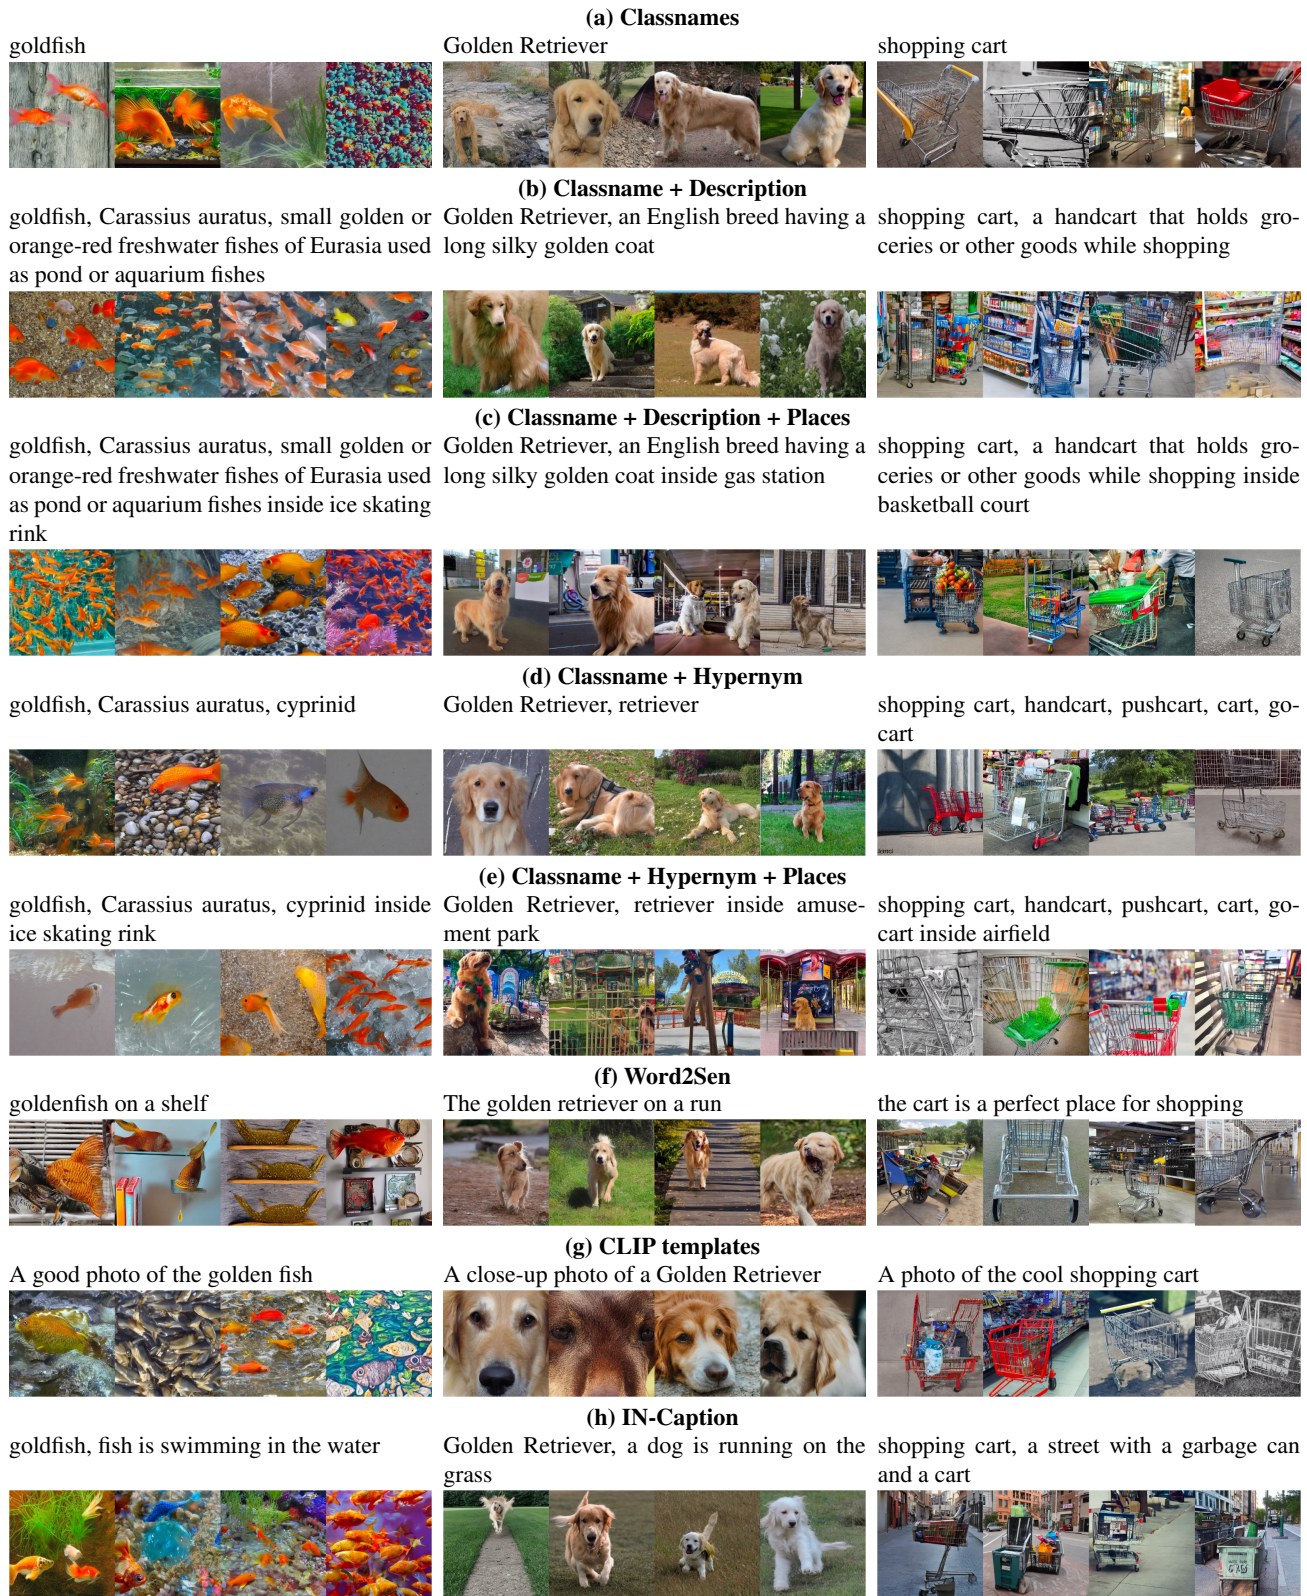 (a) Classnames
goldfish
Golden Retriever
shopping cart
(b) Classname + Description
goldfish, Carassius auratus, small golden or
orange-red freshwater fishes of Eurasia used
as pond or aquarium fishes
Golden Retriever, an English breed having a
long silky golden coat
shopping cart, a handcart that holds gro-
ceries or other goods while shopping
(c) Classname + Description + Places
goldfish, Carassius auratus, small golden or
orange-red freshwater fishes of Eurasia used
as pond or aquarium fishes inside ice skating
rink
Golden Retriever, an English breed having a
long silky golden coat inside gas station
shopping cart, a handcart that holds gro-
ceries or other goods while shopping inside
basketball court
(d) Classname + Hypernym
goldfish, Carassius auratus, cyprinid
Golden Retriever, retriever
shopping cart, handcart, pushcart, cart, go-
cart
(e) Classname + Hypernym + Places
goldfish, Carassius auratus, cyprinid inside
ice skating rink
Golden Retriever, retriever inside amuse-
ment park
shopping cart, handcart, pushcart, cart, go-
cart inside airfield
(f) Word2Sen
goldenfish on a shelf
The golden retriever on a run
the cart is a perfect place for shopping
(g) CLIP templates
A good photo of the golden fish
A close-up photo of a Golden Retriever
A photo of the cool shopping cart
(h) IN-Caption
goldfish, fish is swimming in the water
Golden Retriever, a dog is running on the
grass
shopping cart, a street with a garbage can
and a cart